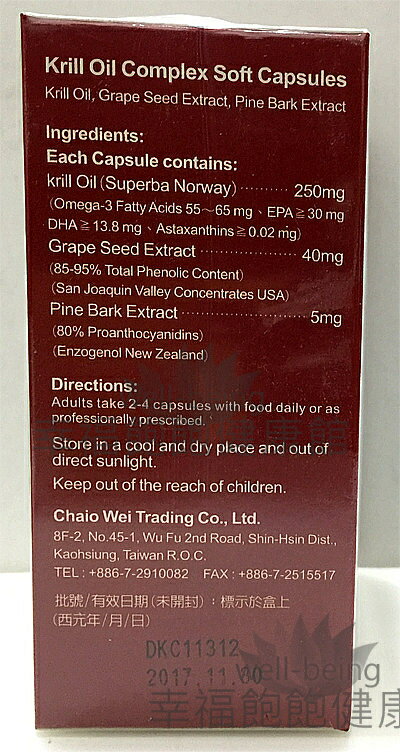 Krill Oil Complex Soft Capsules
Krill Oil, Grape Seed Extract, Pine Bark Extract
Ingredients:
Each Capsule contains:
krill Oil (Superba Norway) ·········· 250mg
(Omega-3 Fatty Acids 55～65 mg、EPA≧30 mg
DHA≧13.8 mg、Astaxanthins≧0.02 mg)
Grape Seed Extract ·················· 40mg
(85-95% Total Phenolic Content)
(San Joaquin Valley Concentrates USA)
Pine Bark Extract ······················ 5mg
(80% Proanthocyanidins)
(Enzogenol New Zealand)
Directions:
Adults take 2-4 capsules with food daily or as
professionally prescribed.
Store in a cool and dry place and out of
direct sunlight.
Keep out of the reach of children.
Chaio Wei Trading Co., Ltd.
8F-2, No.45-1, Wu Fu 2nd Road, Shin-Hsin Dist.,
Kaohsiung, Taiwan R.O.C.
TEL : +886-7-2910082 FAX : +886-7-2515517
批號/有效日期(未開封)：標示於盒上
(西元年/月/日)
DKC11312
2017.11.30
well-being
幸福飽飽健康